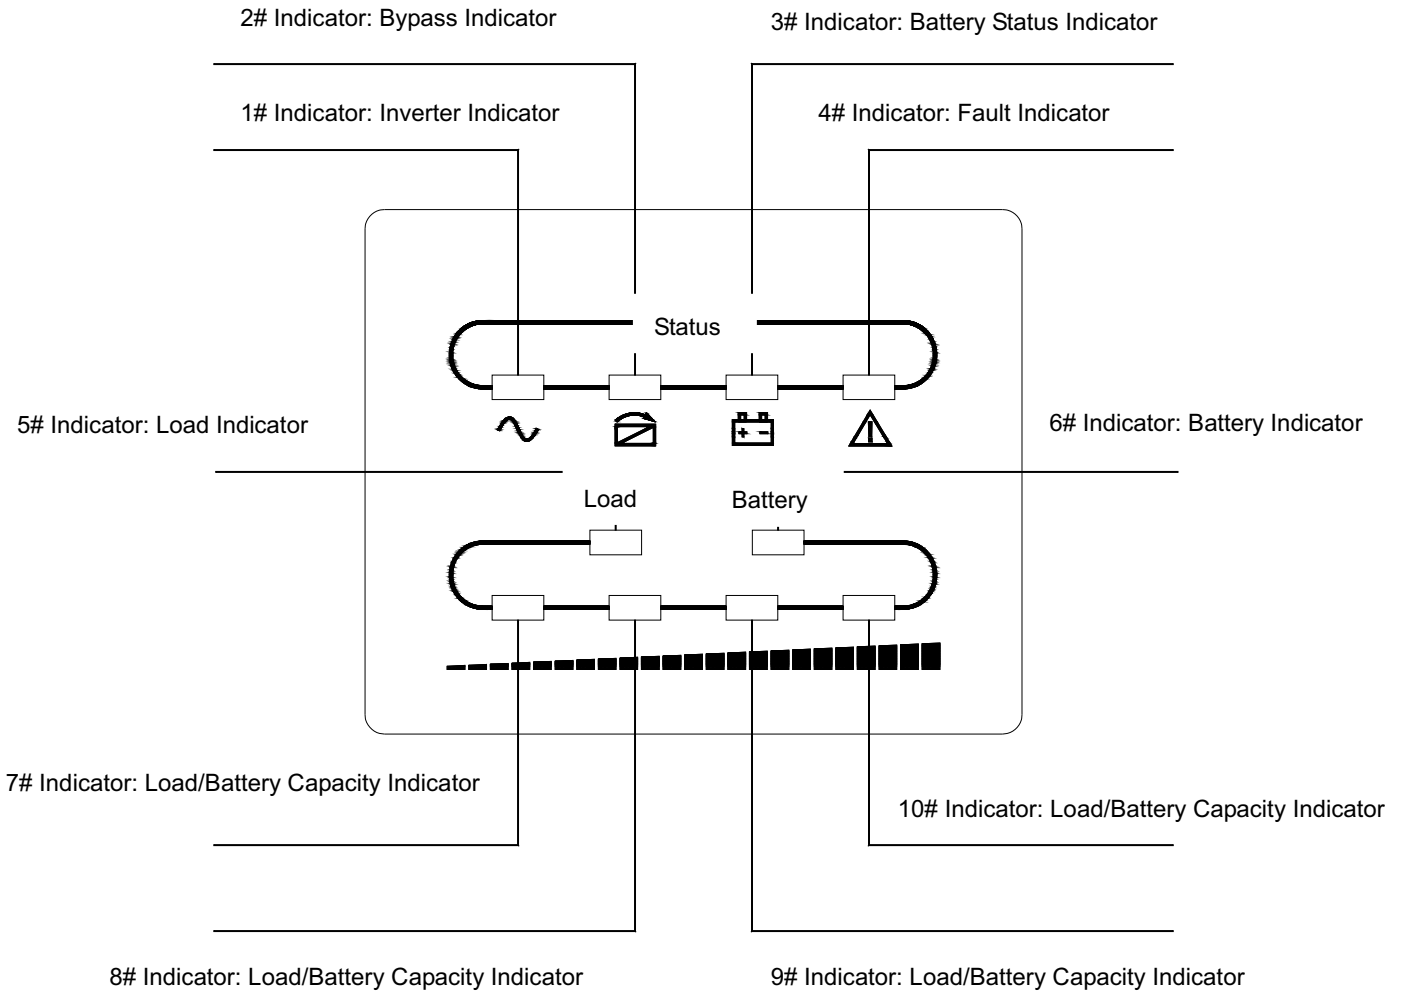 2# Indicator: Bypass Indicator
3# Indicator: Battery Status Indicator
1# Indicator: Inverter Indicator
4# Indicator: Fault Indicator
Status
5# Indicator: Load Indicator
6# Indicator: Battery Indicator
Load
Battery
7# Indicator: Load/Battery Capacity Indicator
10# Indicator: Load/Battery Capacity Indicator
8# Indicator: Load/Battery Capacity Indicator
9# Indicator: Load/Battery Capacity Indicator